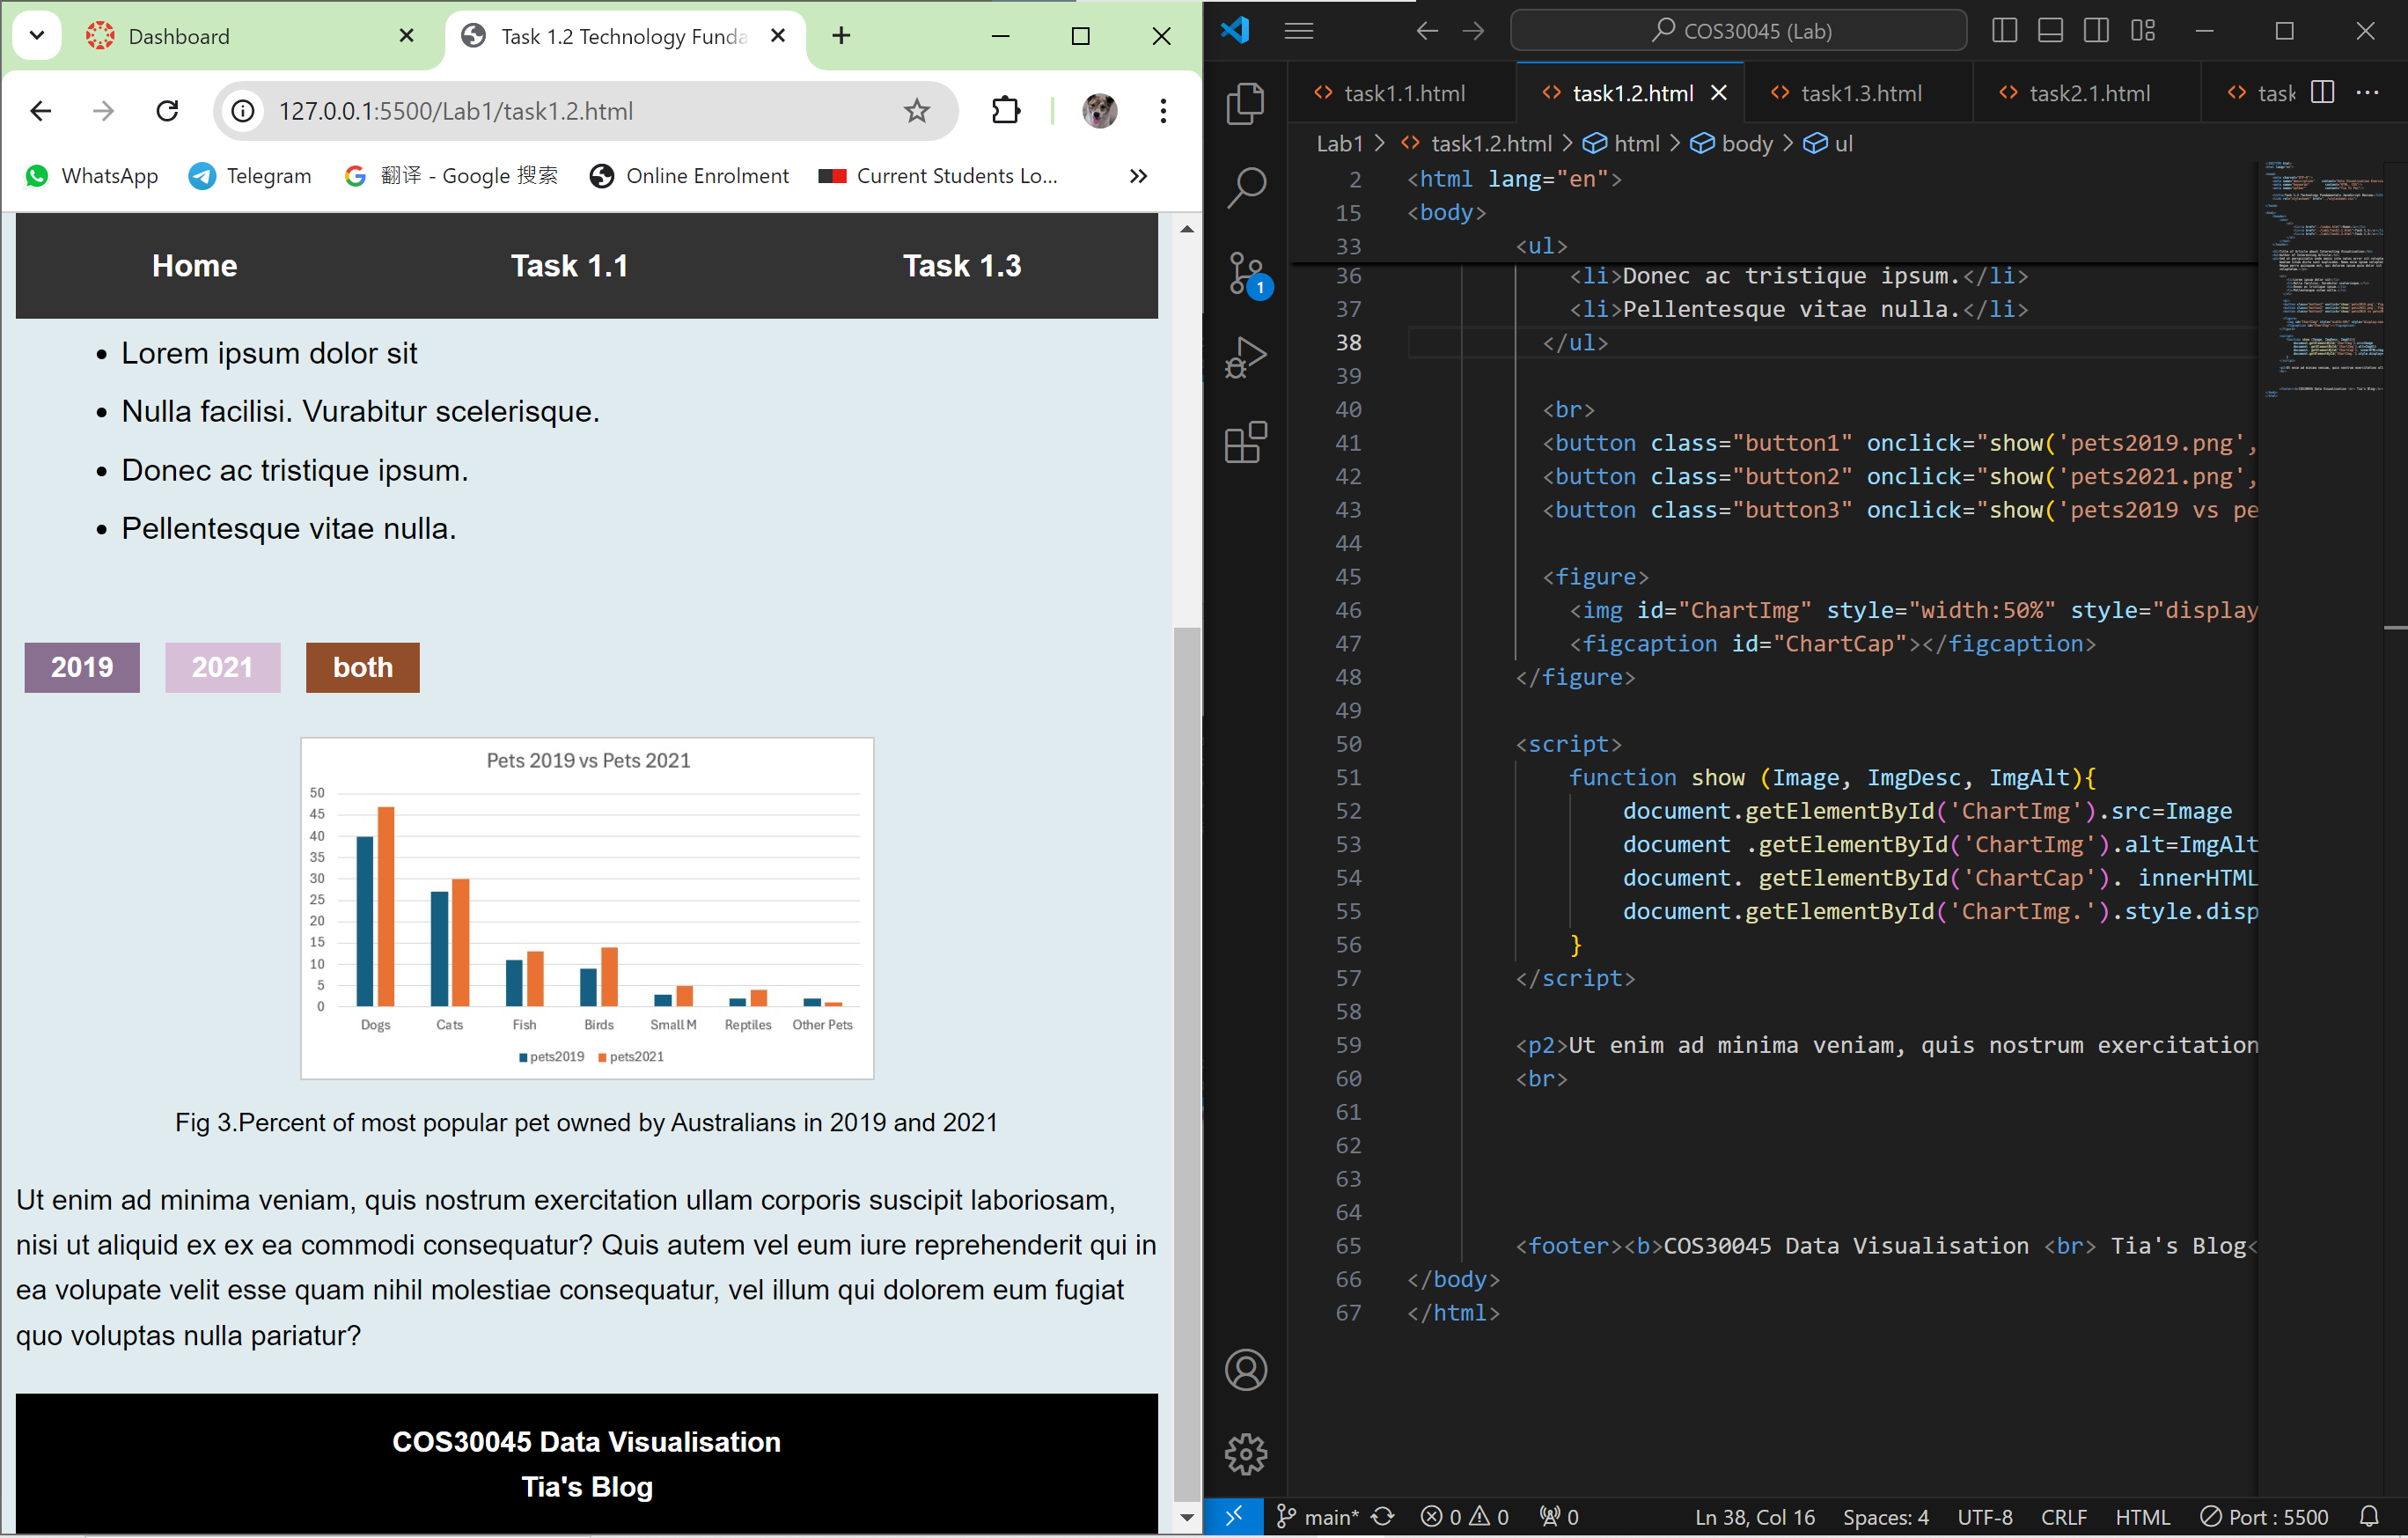 Dashboard
Task 1.2 Technology Funda
127.0.0.1:5500/Lab1/task1.2.html
WhatsApp
Telegram
翻译 - Google 搜索
Online Enrolment
Current Students Lo...
Home
Task 1.1
Task 1.3
Lorem ipsum dolor sit
Nulla facilisi. Vurabitur scelerisque.
Donec ac tristique ipsum.
Pellentesque vitae nulla.
2019
2021
both
Pets 2019 vs Pets 2021
50
45
40
35
30
25
20
15
10
5
0
Dogs Cats Fish Birds Small M Reptiles Other Pets
pets2019 pets2021
Fig 3.Percent of most popular pet owned by Australians in 2019 and 2021
Ut enim ad minima veniam, quis nostrum exercitation ullam corporis suscipit laboriosam,
nisi ut aliquid ex ex ea commodi consequatur? Quis autem vel eum iure reprehenderit qui in
ea volupate velit esse quam nihil molestiae consequatur, vel illum qui dolorem eum fugiat
quo voluptas nulla pariatur?
COS30045 Data Visualisation
Tia's Blog
COS30045 (Lab)
task1.1.html
task1.2.html
task1.3.html
task2.1.html
task
Lab1 > task1.2.html > html > body > ul
2 <html lang="en">
15 <body>
33 <ul>
36 <li>Donec ac tristique ipsum.</li>
37 <li>Pellentesque vitae nulla.</li>
38 </ul>
39
40 <br>
41 <button class="button1" onclick="show('pets2019.png',
42 <button class="button2" onclick="show('pets2021.png',
43 <button class="button3" onclick="show('pets2019 vs pe
44
45 <figure>
46 <img id="ChartImg" style="width:50%" style="display
47 <figcaption id="ChartCap"></figcaption>
48 </figure>
49
50 <script>
51 function show (Image, ImgDesc, ImgAlt){
52 document.getElementById('ChartImg').src=Image
53 document .getElementById('ChartImg').alt=ImgAlt
54 document. getElementById('ChartCap'). innerHTML
55 document.getElementById('ChartImg.').style.disp
56 }
57 </script>
58
59 <p2>Ut enim ad minima veniam, quis nostrum exercitation
60 <br>
61
62
63
64
65 <footer><b>COS30045 Data Visualisation <br> Tia's Blog<
66 </body>
67 </html>
1
main*
0
0
0
Ln 38, Col 16
Spaces: 4
UTF-8
CRLF
HTML
Port : 5500